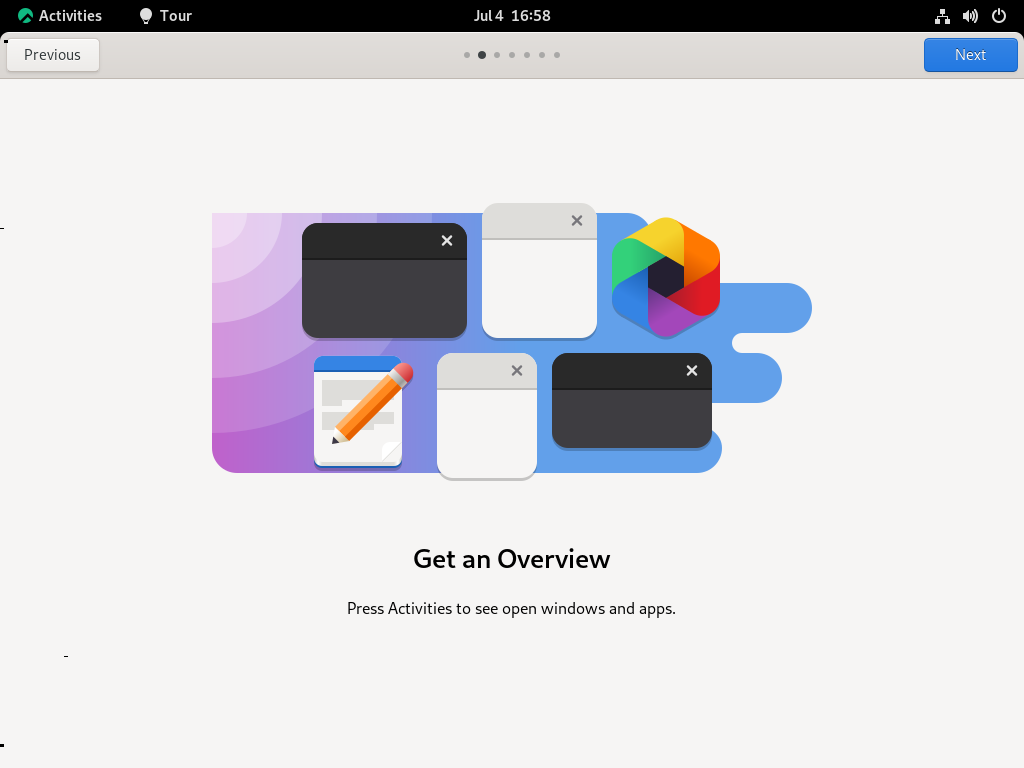 Activities
Tour
Jul 4 16:58
Previous
Next
Get an Overview
Press Activities to see open windows and apps.